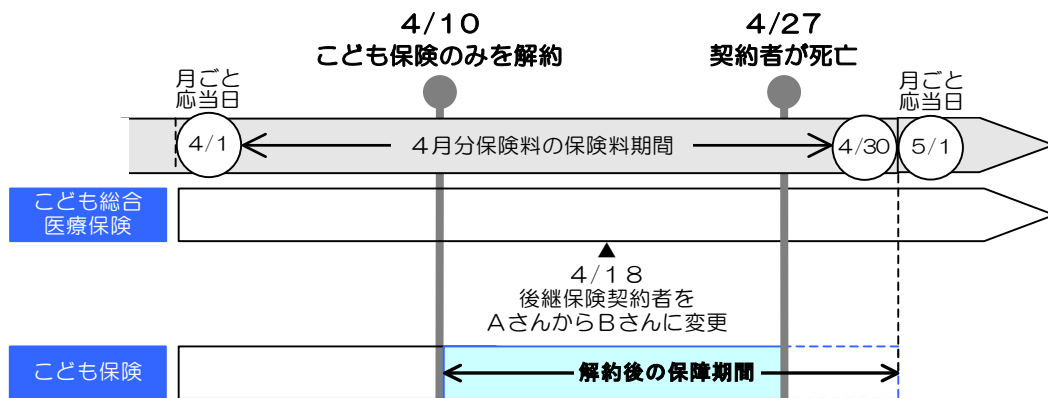 4/10
こども保険のみを解約
4/27
契約者が死亡
月ごと
応当日
月ごと
応当日
4/1
4月分保険料の保険料期間
4/30
5/1
こども総合
医療保険
▲
4/18
後継保険契約者を
AさんからBさんに変更
こども保険
解約後の保障期間